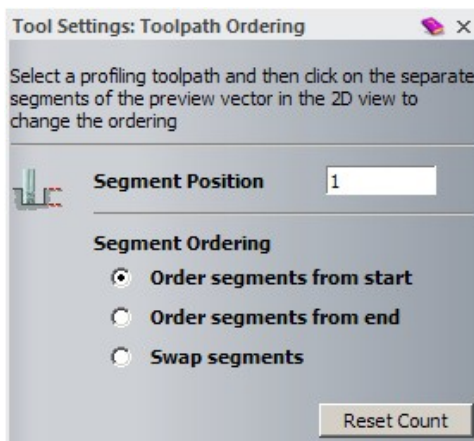 Tool Settings: Toolpath Ordering
Select a profiling toolpath and then click on the separate
segments of the preview vector in the 2D view to
change the ordering
Segment Position 1
Segment Ordering
Order segments from start
Order segments from end
Swap segments
Reset Count